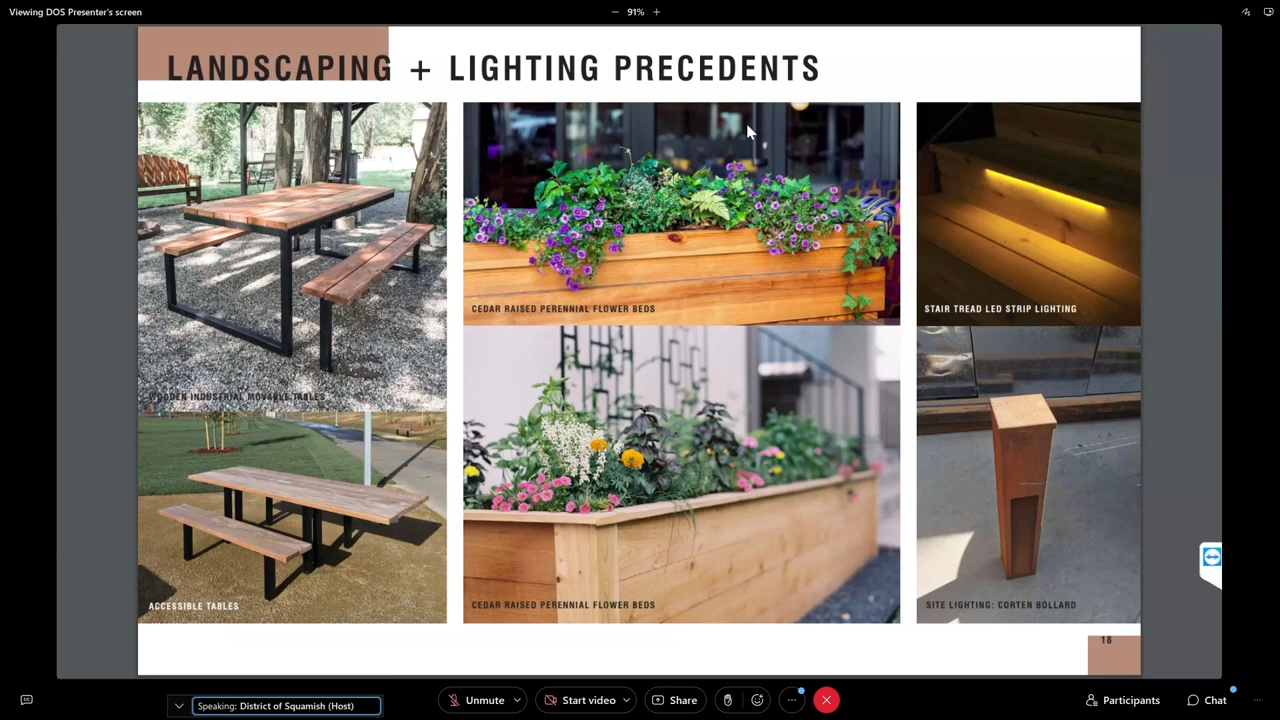 Viewing DOS Presenter's screen
91%
LANDSCAPING + LIGHTING PRECEDENTS
WOODEN INDUSTRIAL MOVABLE TABLES
CEDAR RAISED PERENNIAL FLOWER BEDS
STAIR TREAD LED STRIP LIGHTING
ACCESSIBLE TABLES
CEDAR RAISED PERENNIAL FLOWER BEDS
SITE LIGHTING: CORTEN BOLLARD
18
Speaking: District of Squamish (Host)
Unmute
Start video
Share
Participants
Chat